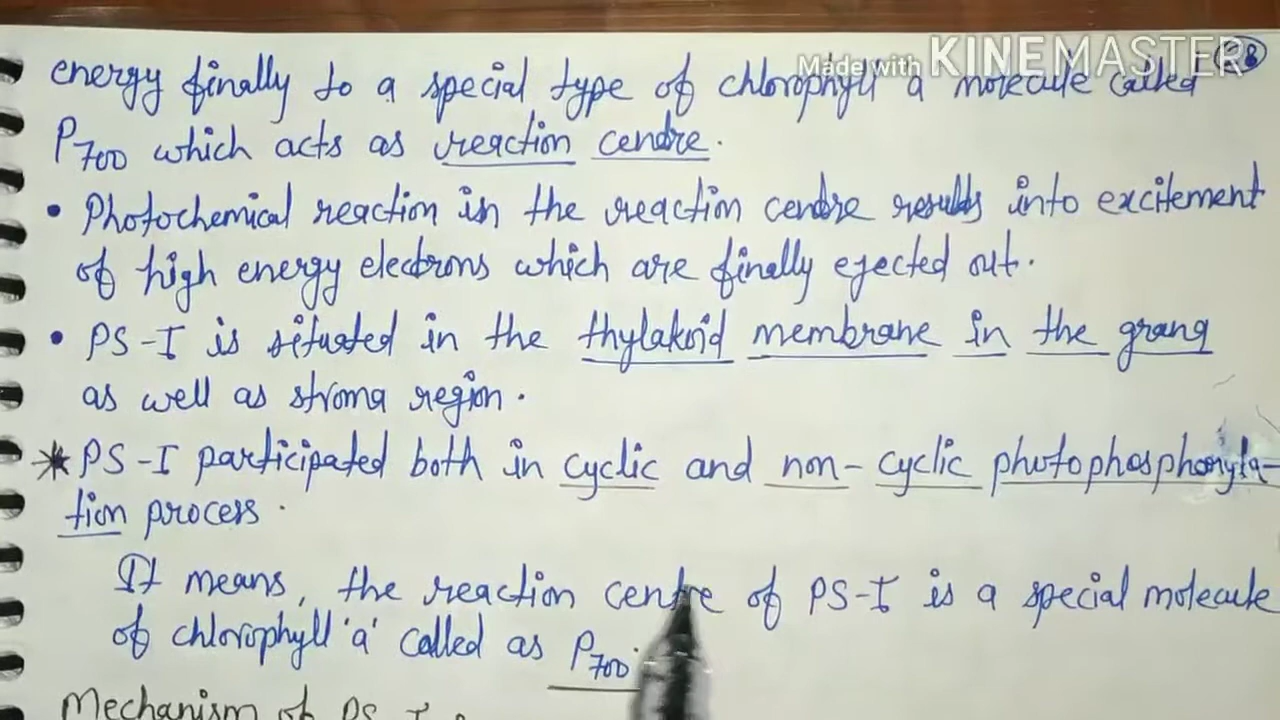 Made with KINEMASTER
energy finally to a special type of chlorophyll 'a' molecule called
P700 which acts as reaction centre.
• Photochemical reaction in the reaction centre results into excitement
of high energy electrons which are finally ejected out.
• PS-I is situated in the thylakoid membrane in the grana
as well as stroma region.
* PS-I participated both in cyclic and non-cyclic photophosphoryla-
tion process.
It means, the reaction centre of PS-I is a special molecule
of chlorophyll 'a' called as P700.
Mechanism of PS-I: